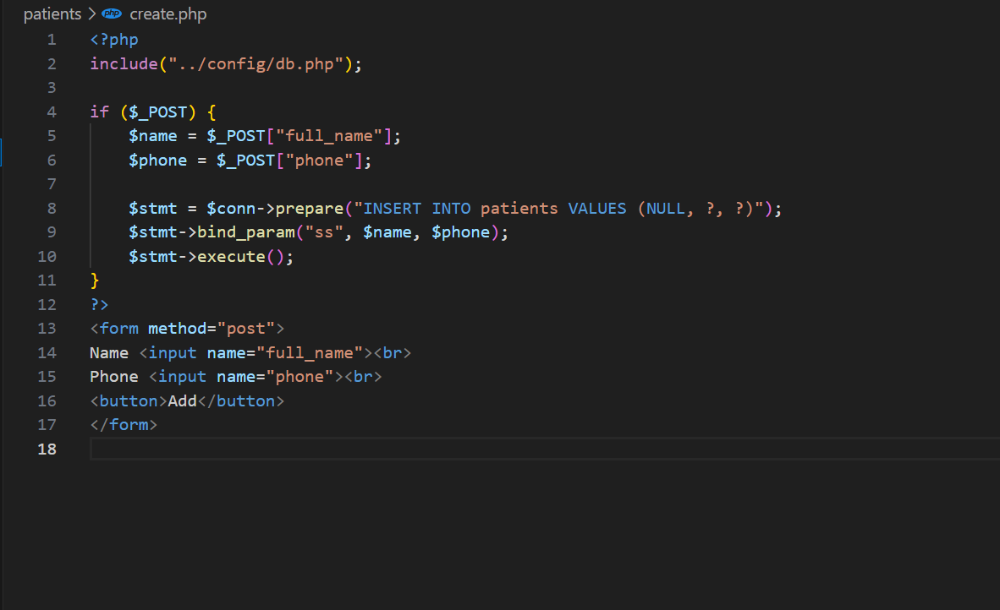 patients > php create.php
1 <?php
2 include("../config/db.php");
3
4 if ($_POST) {
5     $name = $_POST["full_name"];
6     $phone = $_POST["phone"];
7
8     $stmt = $conn->prepare("INSERT INTO patients VALUES (NULL, ?, ?)");
9     $stmt->bind_param("ss", $name, $phone);
10     $stmt->execute();
11 }
12 ?>
13 <form method="post">
14 Name <input name="full_name"><br>
15 Phone <input name="phone"><br>
16 <button>Add</button>
17 </form>
18